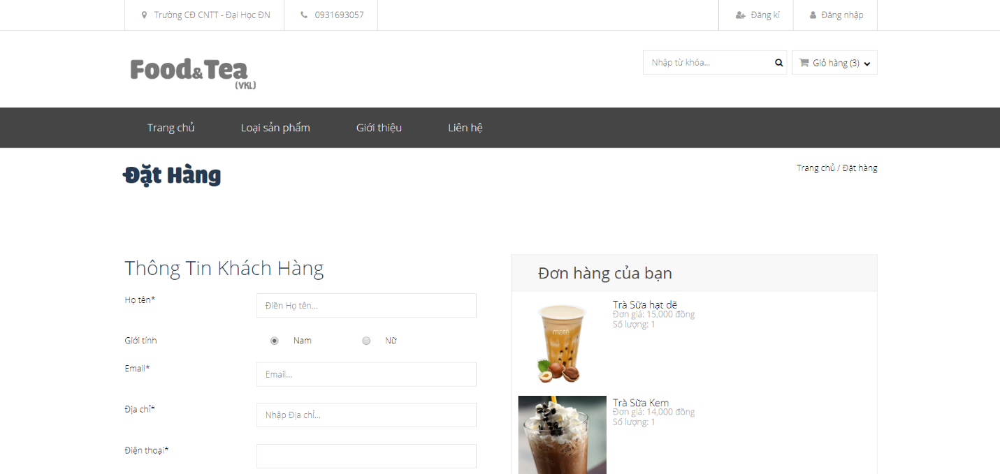 Trường CĐ CNTT - Đại Học ĐN
0931693057
Đăng kí
Đăng nhập
Food&Tea
(VKL)
Nhập từ khóa...
Giỏ hàng (3)
Trang chủ
Loại sản phẩm
Giới thiệu
Liên hệ
Đặt Hàng
Trang chủ / Đặt hàng
Thông Tin Khách Hàng
Họ tên*
Điền Họ tên...
Giới tính
Nam
Nữ
Email*
Email...
Địa chỉ*
Nhập Địa chỉ...
Điện thoại*
Đơn hàng của bạn
mate
Trà Sữa hạt dẽ
Đơn giá: 15,000 đồng
Số lượng: 1
Trà Sữa Kem
Đơn giá: 14,000 đồng
Số lượng: 1